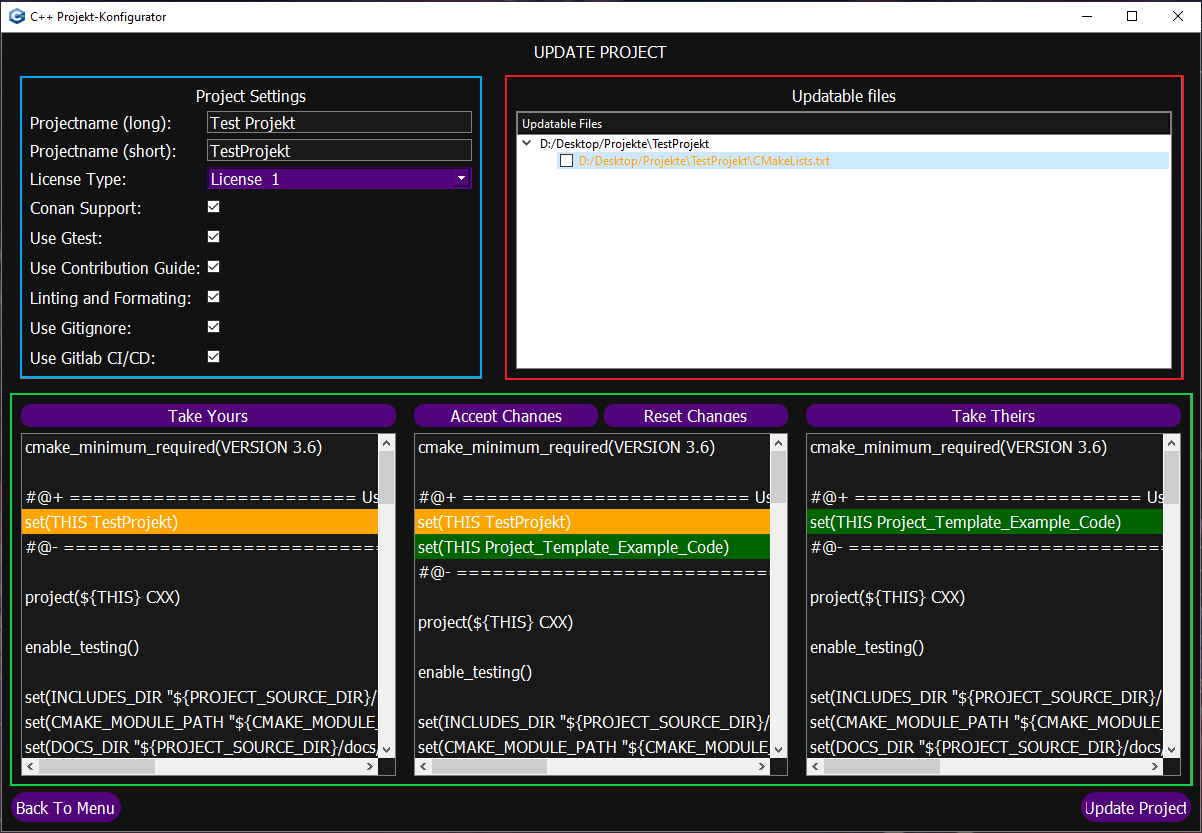 C++ Projekt-Konfigurator
UPDATE PROJECT
Project Settings
Projectname (long): Test Projekt
Projectname (short): TestProjekt
License Type: License 1
Conan Support:
Use Gtest:
Use Contribution Guide:
Linting and Formating:
Use Gitignore:
Use Gitlab CI/CD:
Updatable files
Updatable Files
D:/Desktop/Projekte\TestProjekt
D:/Desktop/Projekte\TestProjekt\CMakeLists.txt
Take Yours
cmake_minimum_required(VERSION 3.6)
#@+ ======================== Us
set(THIS TestProjekt)
#@- ===========================
project(${THIS} CXX)
enable_testing()
set(INCLUDES_DIR "${PROJECT_SOURCE_DIR}/
set(CMAKE_MODULE_PATH "${CMAKE_MODULE_
set(DOCS_DIR "${PROJECT_SOURCE_DIR}/docs/
Accept Changes Reset Changes
cmake_minimum_required(VERSION 3.6)
#@+ ======================== Us
set(THIS TestProjekt)
set(THIS Project_Template_Example_Code)
#@- ===========================
project(${THIS} CXX)
enable_testing()
set(INCLUDES_DIR "${PROJECT_SOURCE_DIR}/
set(CMAKE_MODULE_PATH "${CMAKE_MODULE_
Take Theirs
cmake_minimum_required(VERSION 3.6)
#@+ ======================== Us
set(THIS Project_Template_Example_Code)
#@- ===========================
project(${THIS} CXX)
enable_testing()
set(INCLUDES_DIR "${PROJECT_SOURCE_DIR}/
set(CMAKE_MODULE_PATH "${CMAKE_MODULE_
set(DOCS_DIR "${PROJECT_SOURCE_DIR}/docs/
Back To Menu
Update Project